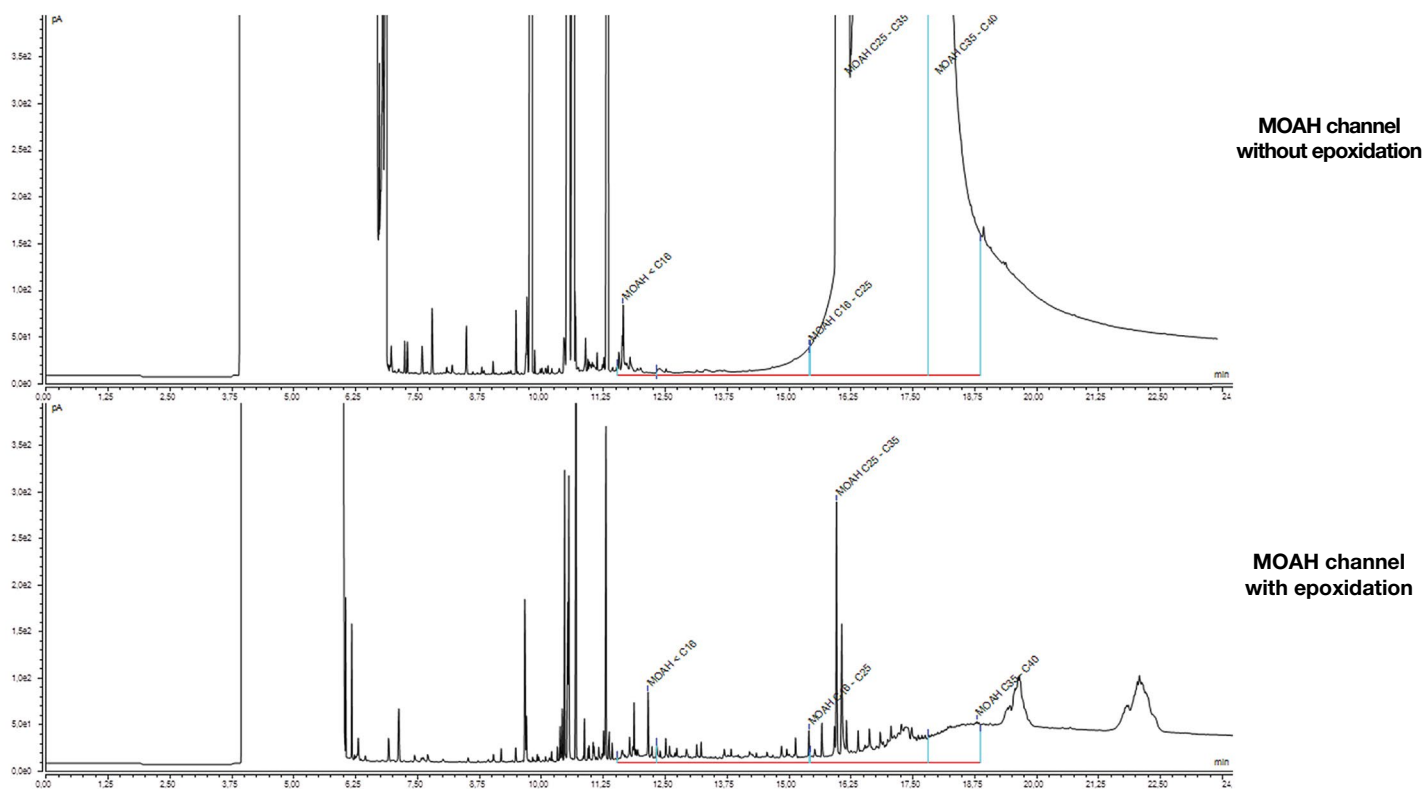 pA
3.5e2
3.0e2
2.5e2
2.0e2
1.5e2
1.0e2
5.0e1
0.0e0
MOAH < C16
MOAH C16 - C25
MOAH C25 - C35
MOAH C35 - C40
min
0,00 1,25 2,50 3,75 5,00 6,25 7,50 8,75 10,00 11,25 12,50 13,75 15,00 16,25 17,50 18,75 20,00 21,25 22,50 24
MOAH channel
without epoxidation
pA
3.5e2
3.0e2
2.5e2
2.0e2
1.5e2
1.0e2
5.0e1
0.0e0
MOAH < C16
MOAH C16 - C25
MOAH C25 - C35
MOAH C35 - C40
min
0,00 1,25 2,50 3,75 5,00 6,25 7,50 8,75 10,00 11,25 12,50 13,75 15,00 16,25 17,50 18,75 20,00 21,25 22,50 24
MOAH channel
with epoxidation